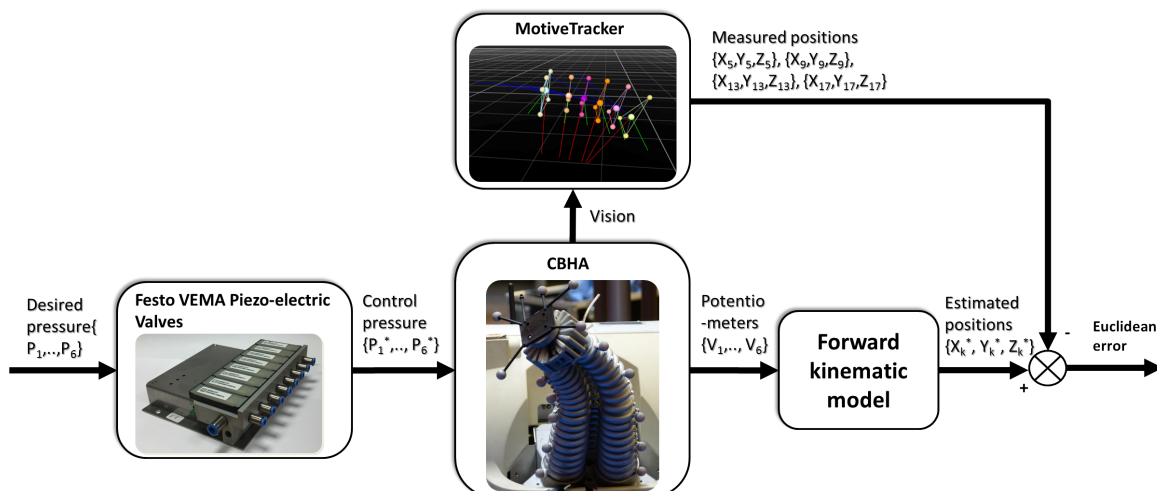 MotiveTracker
Measured positions
{X₅,Y₅,Z₅}, {X₉,Y₉,Z₉},
{X₁₃,Y₁₃,Z₁₃}, {X₁₇,Y₁₇,Z₁₇}
Vision
CBHA
Desired
pressure{
P₁,..,P₆}
Festo VEMA Piezo-electric
Valves
Control
pressure
{P₁*,.., P₆*}
Potentio
-meters
{V₁,.., V₆}
Forward
kinematic
model
Estimated
positions
{Xₖ*, Yₖ*, Zₖ*}
-
+
Euclidean
error